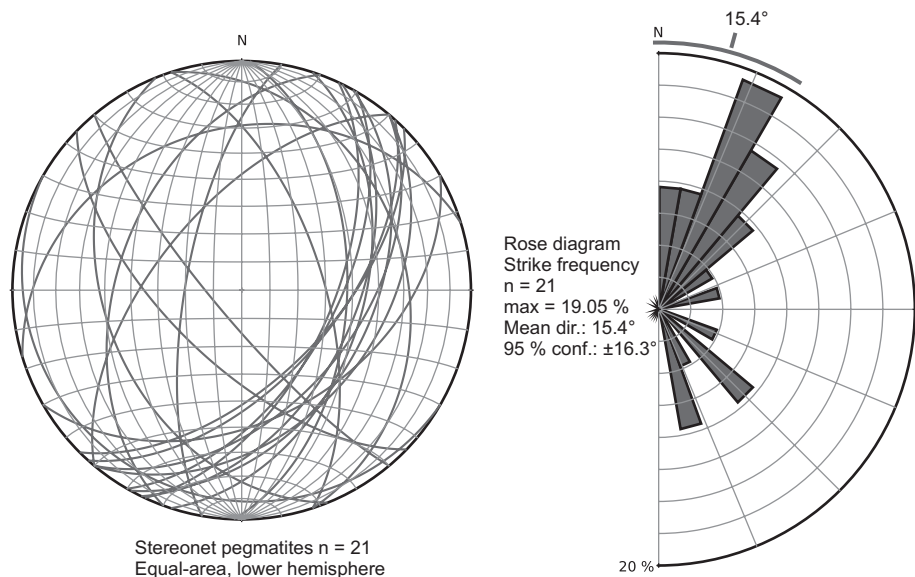 15.4°
N
N
Rose diagram
Strike frequency
n = 21
max = 19.05 %
Mean dir.: 15.4°
95 % conf.: ±16.3°
Stereonet pegmatites n = 21
Equal-area, lower hemisphere
20 %